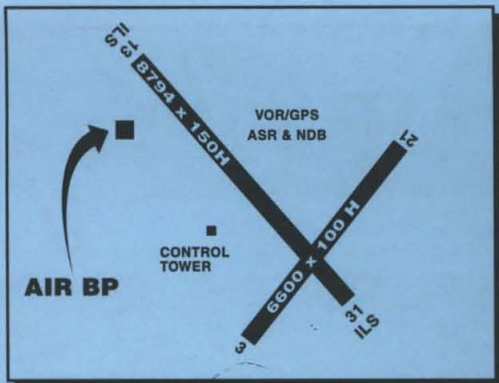 ILS
13
8794 x 150H
VOR/GPS
ASR & NDB
21
CONTROL
TOWER
6600 x 100 H
AIR BP
31
ILS
3